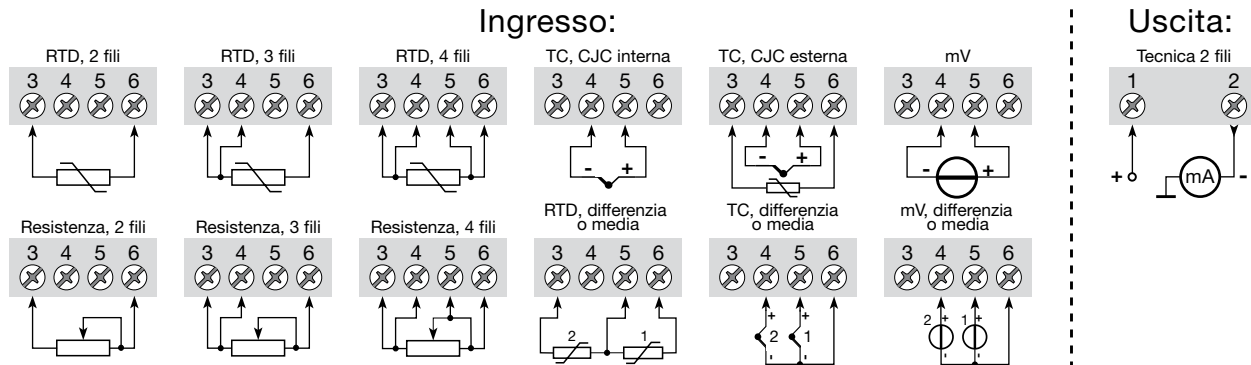 Ingresso:
Uscita:
RTD, 2 fili
RTD, 3 fili
RTD, 4 fili
TC, CJC interna
TC, CJC esterna
mV
Tecnica 2 fili
3 4 5 6
3 4 5 6
3 4 5 6
3 4 5 6
3 4 5 6
3 4 5 6
1 2
- +
- +
- +
+ mA -
Resistenza, 2 fili
Resistenza, 3 fili
Resistenza, 4 fili
RTD, differenzia
o media
TC, differenzia
o media
mV, differenzia
o media
3 4 5 6
3 4 5 6
3 4 5 6
3 4 5 6
3 4 5 6
3 4 5 6
2 1
+ +
2 1
- -
2 + 1 +
- -